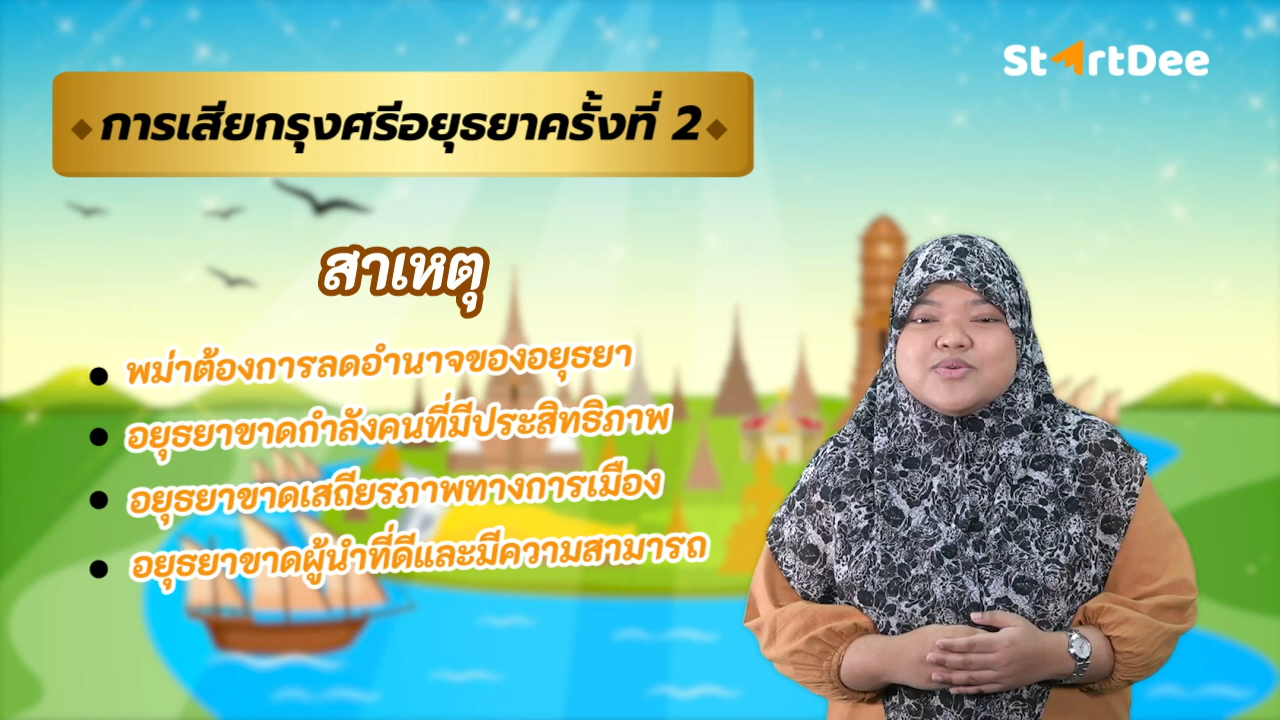 StartDee
การเสียกรุงศรีอยุธยาครั้งที่ 2
สาเหตุ
พม่าต้องการลดอำนาจของอยุธยา
อยุธยาขาดกำลังคนที่มีประสิทธิภาพ
อยุธยาขาดเสถียรภาพทางการเมือง
อยุธยาขาดผู้นำที่ดีและมีความสามารถ